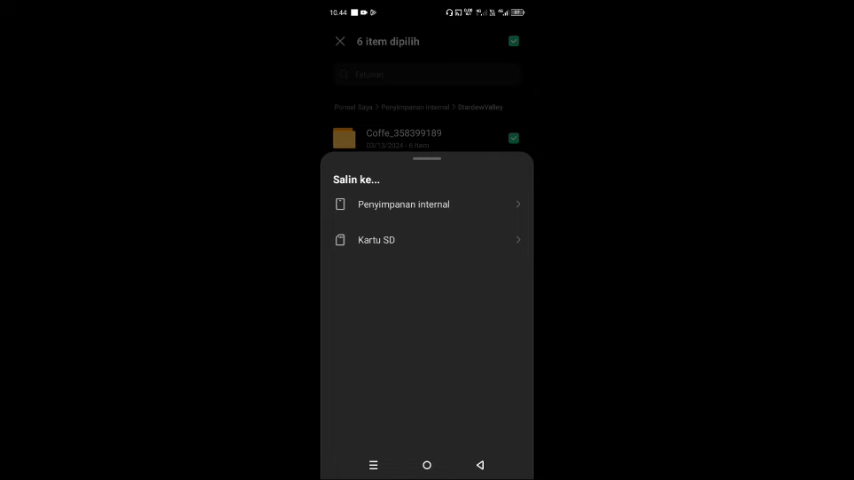 10.44
6 item dipilih
Telusuri
Ponsel Saya > Penyimpanan Internal > StardewValley
Coffe_358399189
03/15/2024 - 6 item
Salin ke...
Penyimpanan internal
Kartu SD